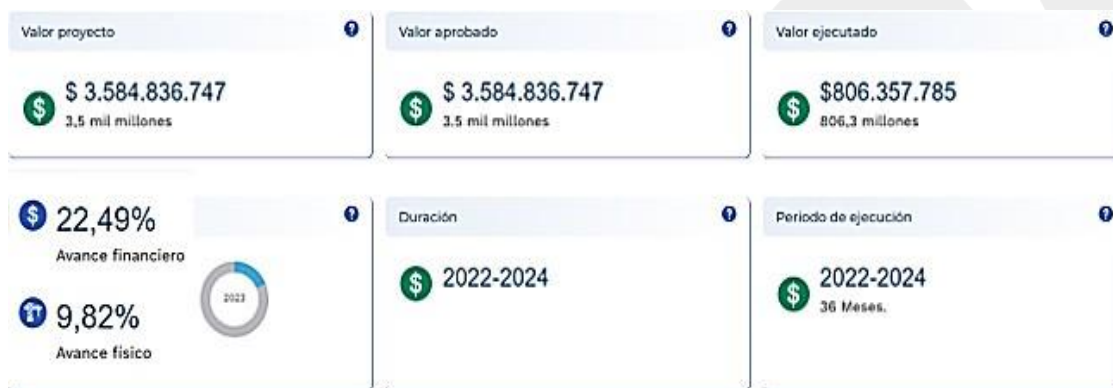 Valor proyecto
$ 3.584.836.747
3,5 mil millones
Valor aprobado
$ 3.584.836.747
3.5 mil millones
Valor ejecutado
$806.357.785
806,3 millones
22,49%
Avance financiero
9,82%
Avance físico
2023
Duración
2022-2024
Periodo de ejecución
2022-2024
36 Meses.